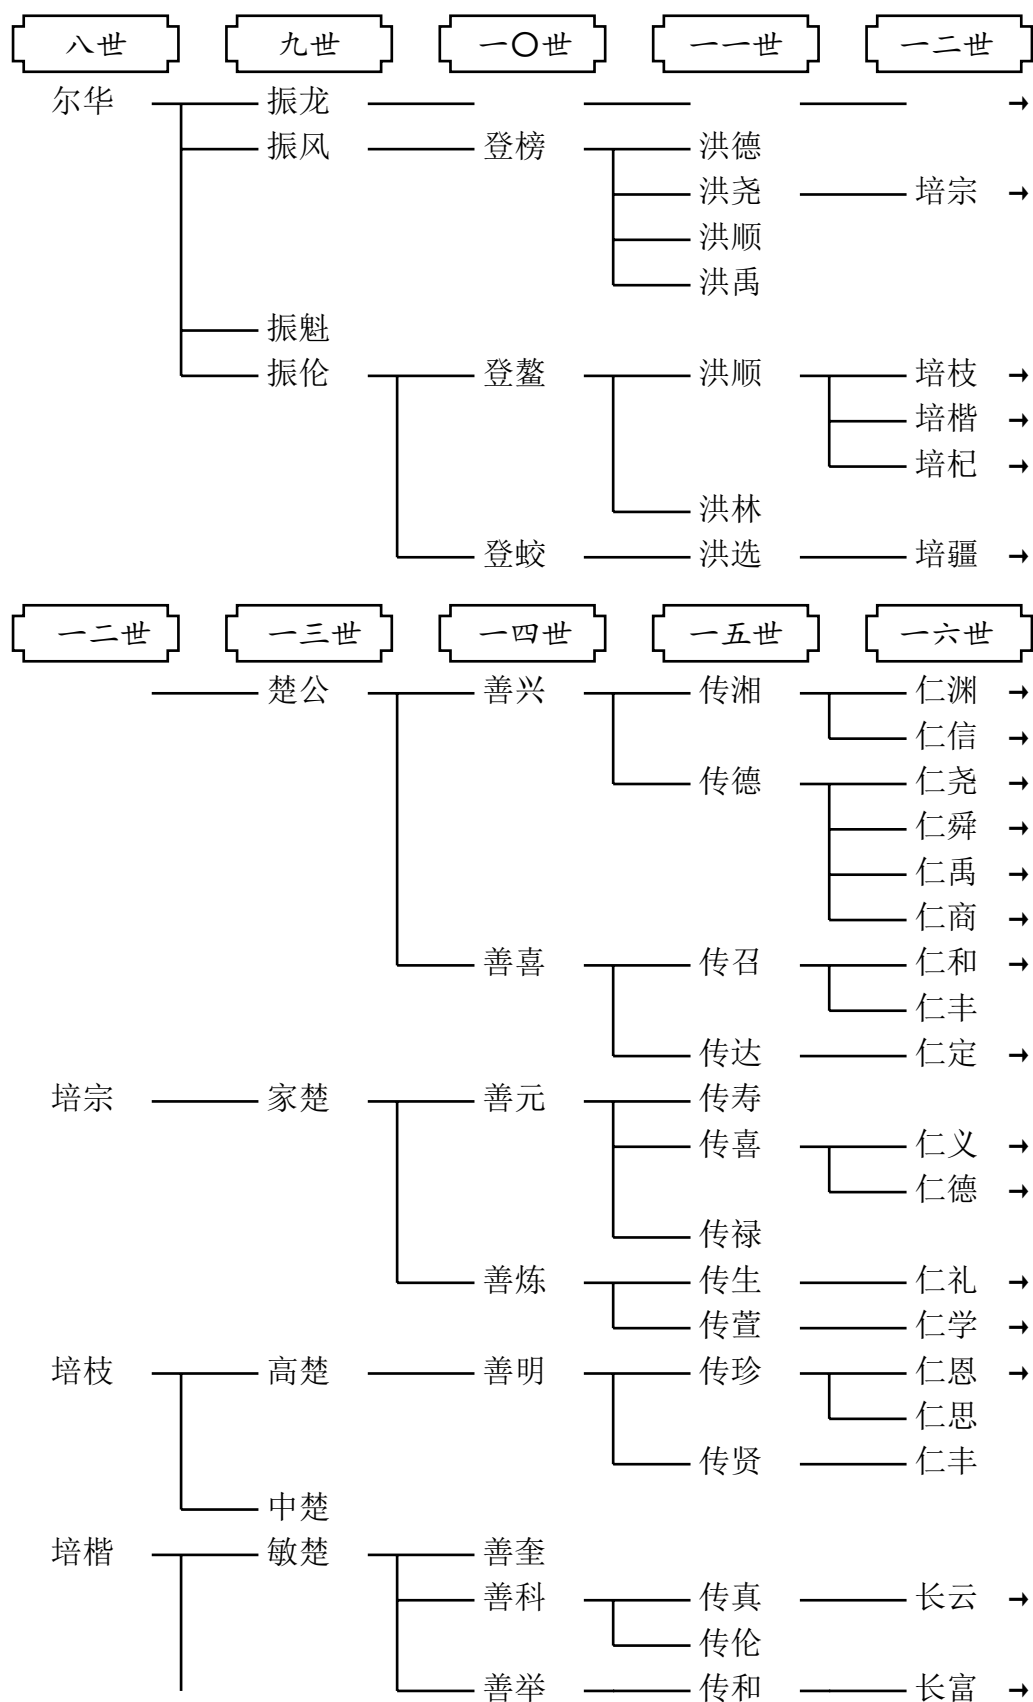 八世 九世 一〇世 一一世 一二世
尔华 振龙 →
振风 登榜 洪德
洪尧 培宗 →
洪顺
洪禹
振魁
振伦 登鳌 洪顺 培枝 →
培楷 →
培杞 →
洪林
登蛟 洪选 培疆 →
一二世 一三世 一四世 一五世 一六世
楚公 善兴 传湘 仁渊 →
仁信 →
传德 仁尧 →
仁舜 →
仁禹 →
仁商 →
善喜 传召 仁和 →
仁丰
传达 仁定 →
培宗 家楚 善元 传寿
传喜 仁义 →
仁德 →
传禄
善炼 传生 仁礼 →
传萱 仁学 →
培枝 高楚 善明 传珍 仁恩 →
仁思
传贤 仁丰
中楚
培楷 敏楚 善奎
善科 传真 长云 →
传伦
善举 传和 长富 →